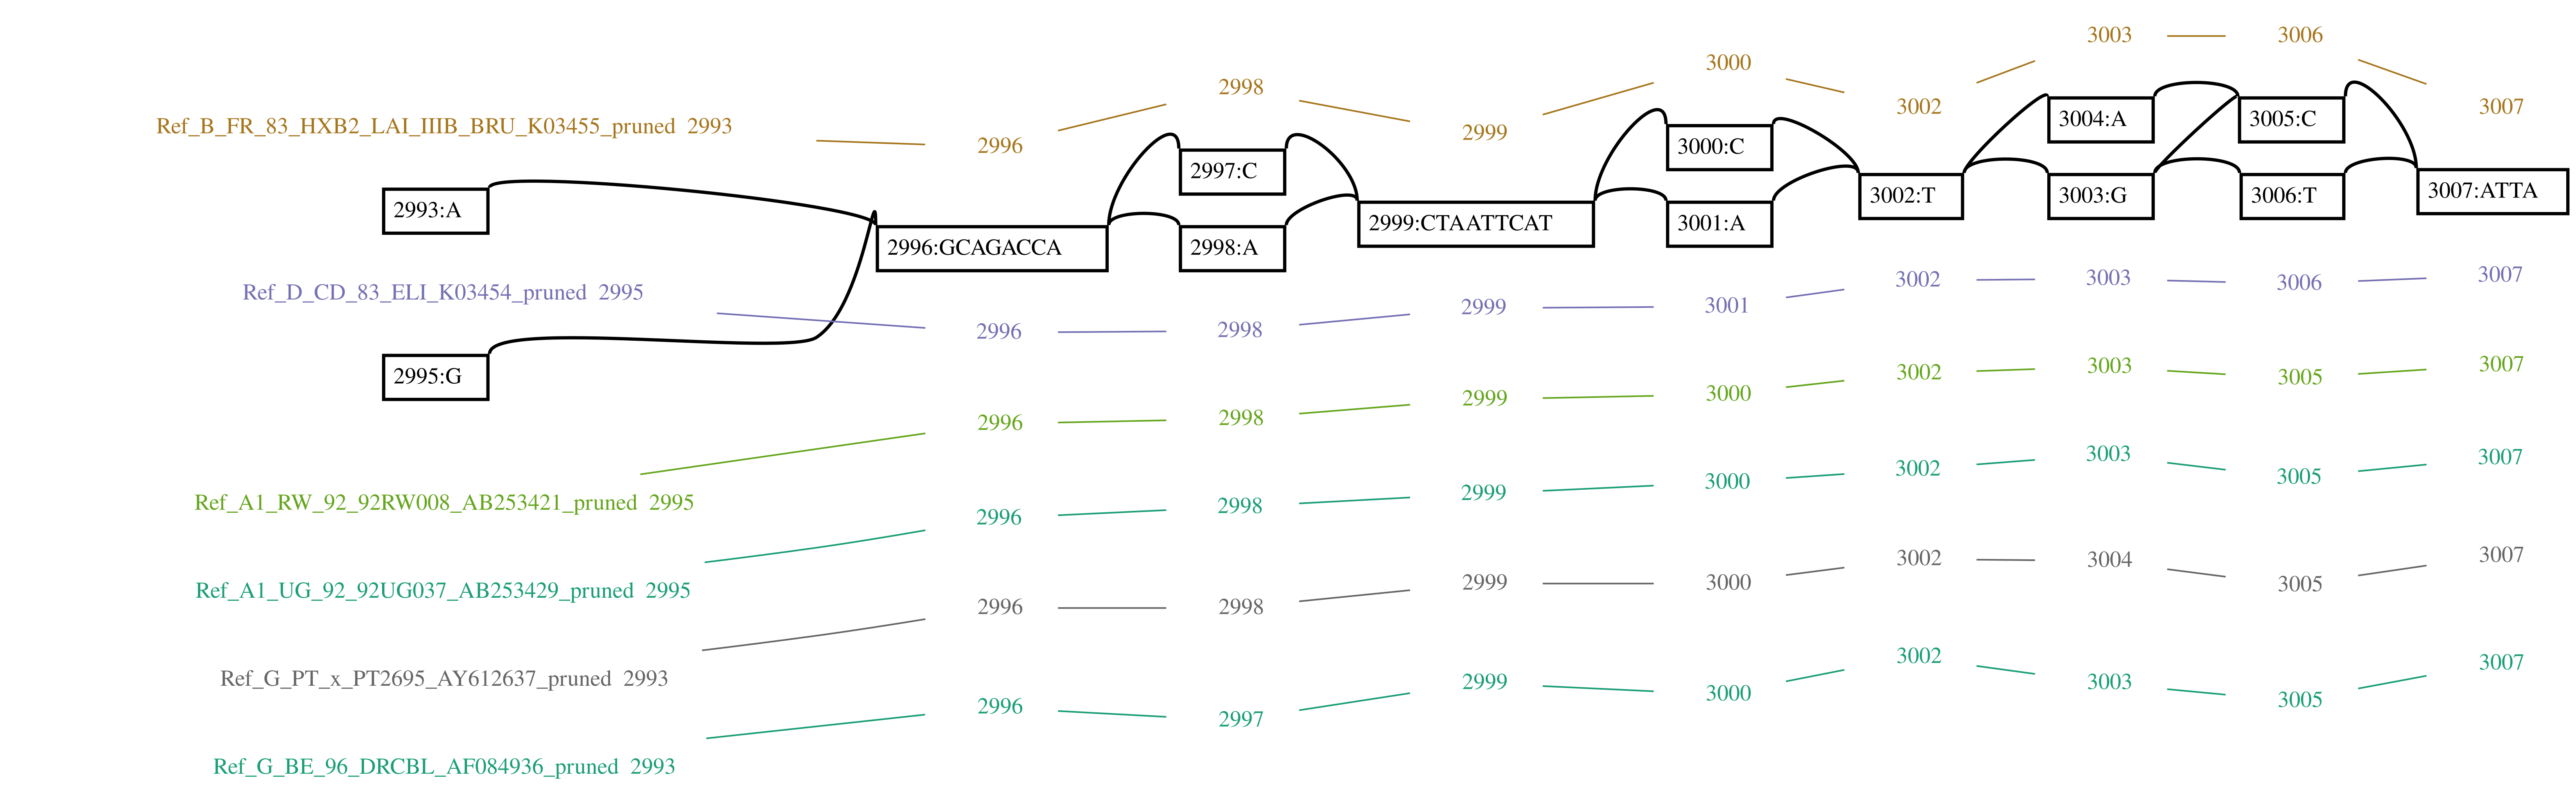 Ref_B_FR_83_HXB2_LAI_IIIB_BRU_K03455_pruned 2993 2996 2998 2999 3000 3002 3003 3006 3007
2993:A 2996:GCAGACCA 2997:C 2999:CTAATTCAT 3000:C 3002:T 3004:A 3005:C 3007:ATTA
2995:G 2998:A 3001:A 3003:G 3006:T
Ref_D_CD_83_ELI_K03454_pruned 2995 2996 2998 2999 3001 3002 3003 3006 3007
Ref_A1_RW_92_92RW008_AB253421_pruned 2995 2996 2998 2999 3000 3002 3003 3005 3007
Ref_A1_UG_92_92UG037_AB253429_pruned 2995 2996 2998 2999 3000 3002 3003 3005 3007
Ref_G_PT_x_PT2695_AY612637_pruned 2993 2996 2998 2999 3000 3002 3004 3005 3007
Ref_G_BE_96_DRCBL_AF084936_pruned 2993 2996 2997 2999 3000 3002 3003 3005 3007